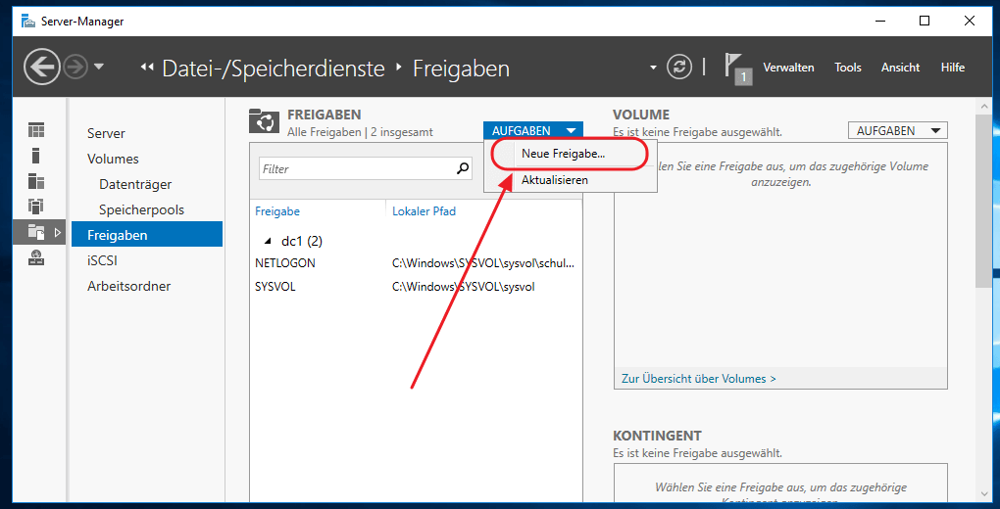 Server-Manager
Datei-/Speicherdienste
Freigaben
1
Verwalten
Tools
Ansicht
Hilfe
Server
Volumes
Datenträger
Speicherpools
Freigaben
iSCSI
Arbeitsordner
FREIGABEN
Alle Freigaben | 2 insgesamt
AUFGABEN
Neue Freigabe...
Aktualisieren
Filter
Freigabe Lokaler Pfad
dc1 (2)
NETLOGON C:\Windows\SYSVOL\sysvol\schul...
SYSVOL C:\Windows\SYSVOL\sysvol
VOLUME
Es ist keine Freigabe ausgewählt.
AUFGABEN
len Sie eine Freigabe aus, um das zugehörige Volume
anzuzeigen.
Zur Übersicht über Volumes >
KONTINGENT
Es ist keine Freigabe ausgewählt.
Wählen Sie eine Freigabe aus, um das zugehörige
Kontingent anzuzeigen.